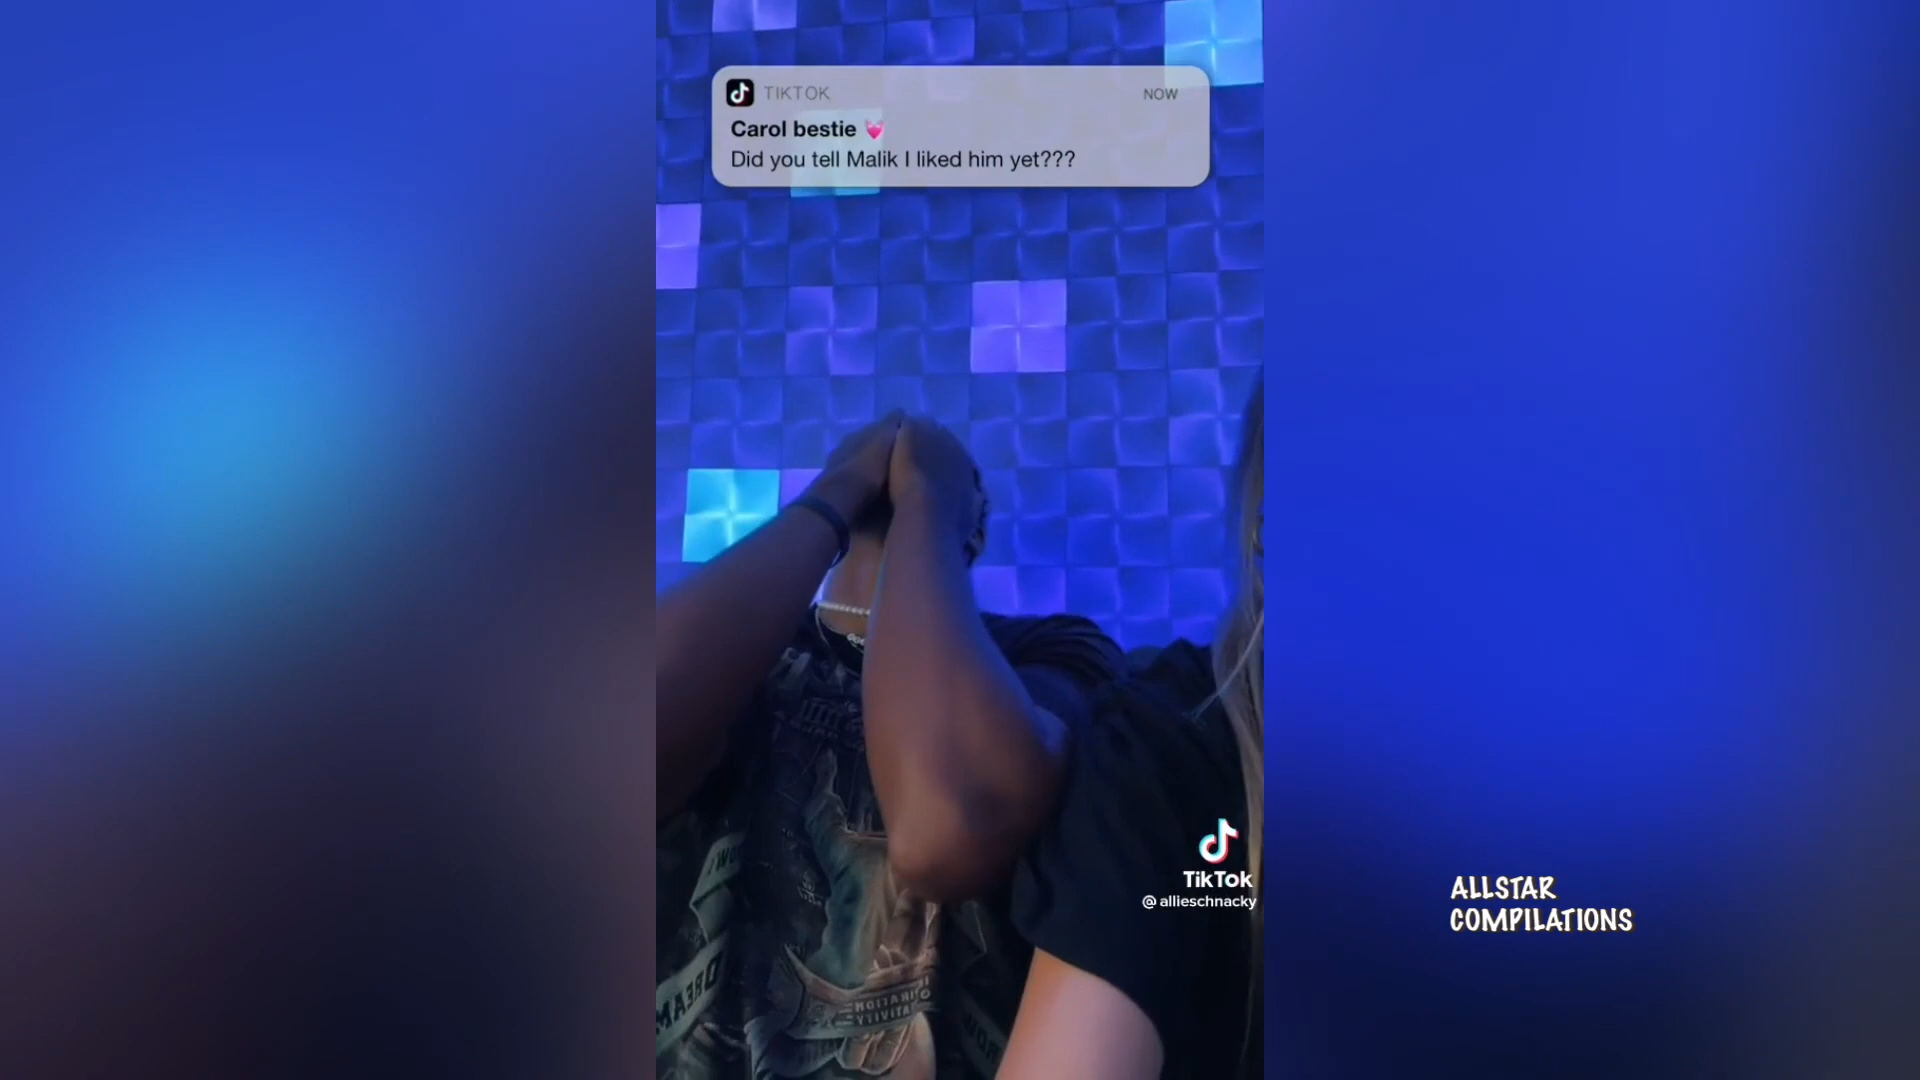 TIKTOK
NOW
Carol bestie 💓
Did you tell Malik I liked him yet???
TikTok
@allieschnacky
ALLSTAR
COMPILATIONS